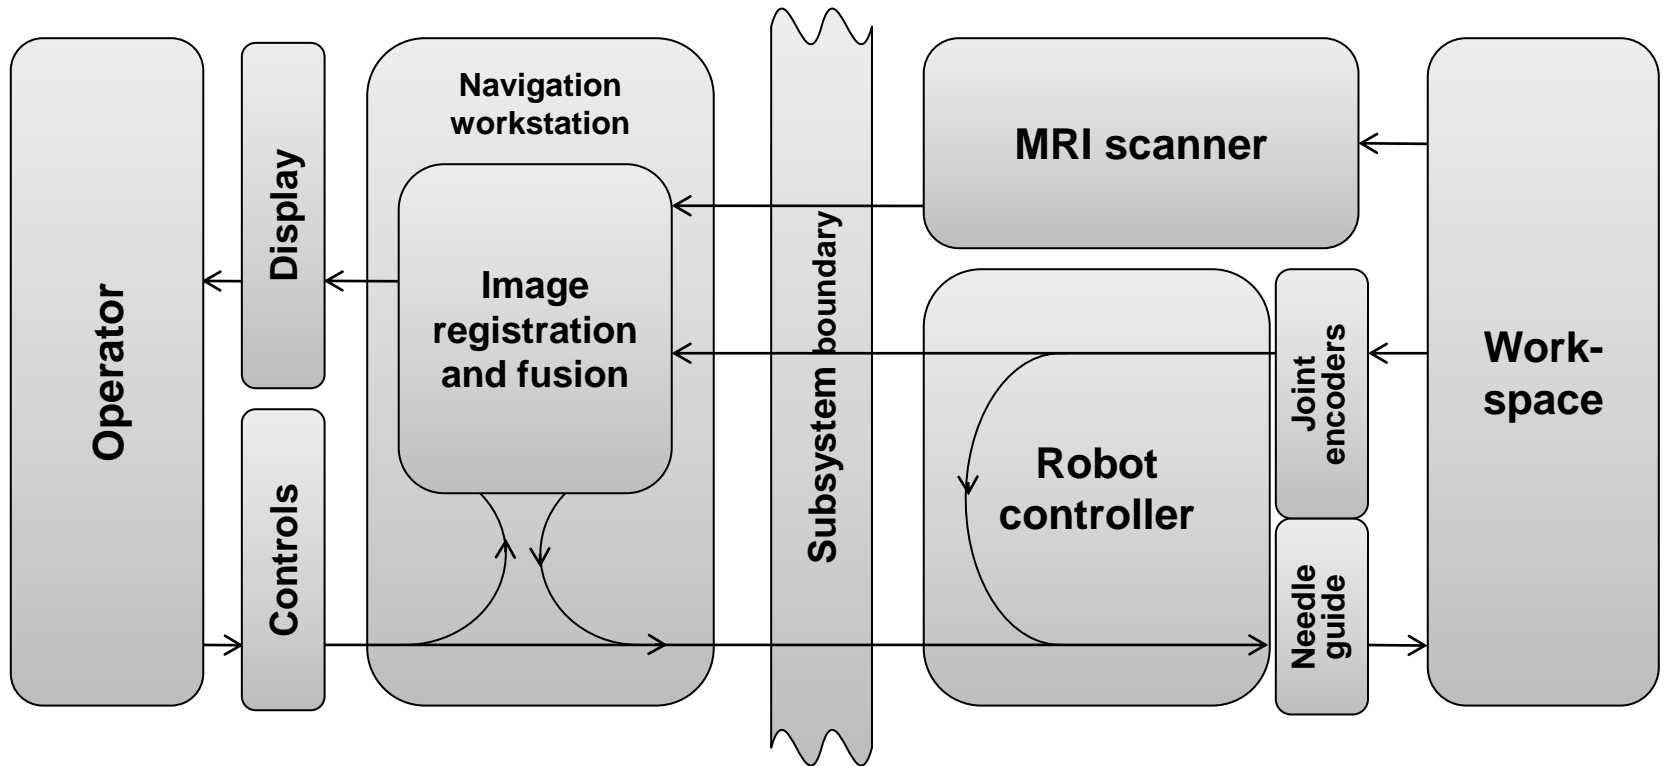 Operator
Display
Controls
Navigation
workstation
Image
registration
and fusion
Subsystem boundary
MRI scanner
Robot
controller
Joint
encoders
Needle
guide
Work-
space